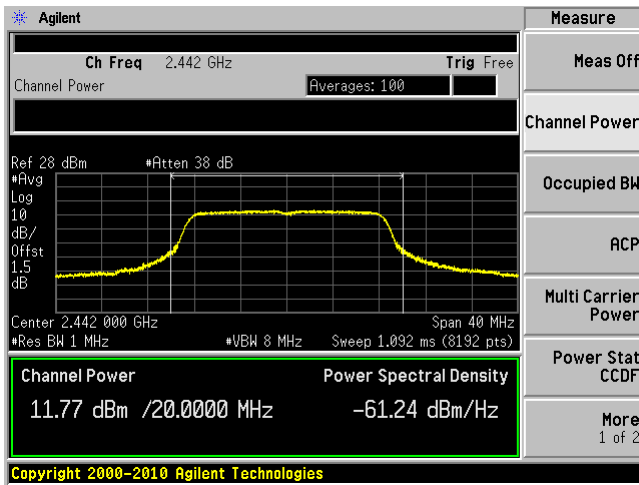 Agilent
Measure
Ch Freq 2.442 GHz Trig Free
Channel Power Averages: 100
Meas Off
Channel Power
Occupied BW
ACP
Multi Carrier Power
Power Stat CCDF
More
1 of 2
Ref 28 dBm #Atten 38 dB
#Avg
Log
10
dB/
Offst
1.5
dB
Center 2.442 000 GHz Span 40 MHz
#Res BW 1 MHz #VBW 8 MHz Sweep 1.092 ms (8192 pts)
Channel Power Power Spectral Density
11.77 dBm /20.0000 MHz -61.24 dBm/Hz
Copyright 2000-2010 Agilent Technologies